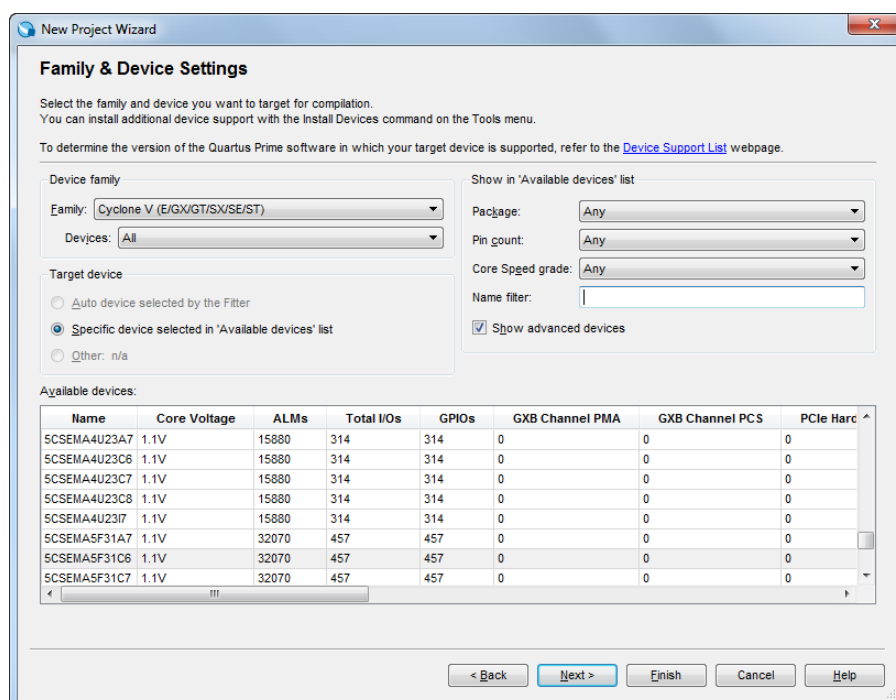 New Project Wizard
Family & Device Settings
Select the family and device you want to target for compilation.
You can install additional device support with the Install Devices command on the Tools menu.
To determine the version of the Quartus Prime software in which your target device is supported, refer to the Device Support List webpage.
Device family
Family: Cyclone V (E/GX/GT/SX/SE/ST)
Devices: All
Target device
Auto device selected by the Fitter
Specific device selected in 'Available devices' list
Other: n/a
Show in 'Available devices' list
Package: Any
Pin count: Any
Core Speed grade: Any
Name filter:
Show advanced devices
Available devices:
Name Core Voltage ALMs Total I/Os GPIOs GXB Channel PMA GXB Channel PCS PCIe Hard
5CSEMA4U23A7 1.1V 15880 314 314 0 0 0
5CSEMA4U23C6 1.1V 15880 314 314 0 0 0
5CSEMA4U23C7 1.1V 15880 314 314 0 0 0
5CSEMA4U23C8 1.1V 15880 314 314 0 0 0
5CSEMA4U23I7 1.1V 15880 314 314 0 0 0
5CSEMA5F31A7 1.1V 32070 457 457 0 0 0
5CSEMA5F31C6 1.1V 32070 457 457 0 0 0
5CSEMA5F31C7 1.1V 32070 457 457 0 0 0
< Back Next > Finish Cancel Help